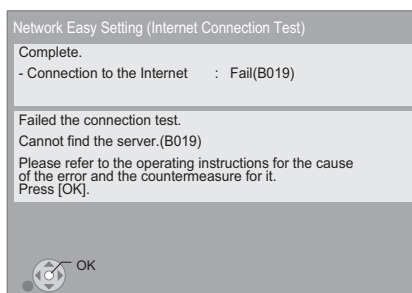 Network Easy Setting (Internet Connection Test)
Complete.
- Connection to the Internet : Fail(B019)
Failed the connection test.
Cannot find the server.(B019)
Please refer to the operating instructions for the cause
of the error and the countermeasure for it.
Press [OK].
OK